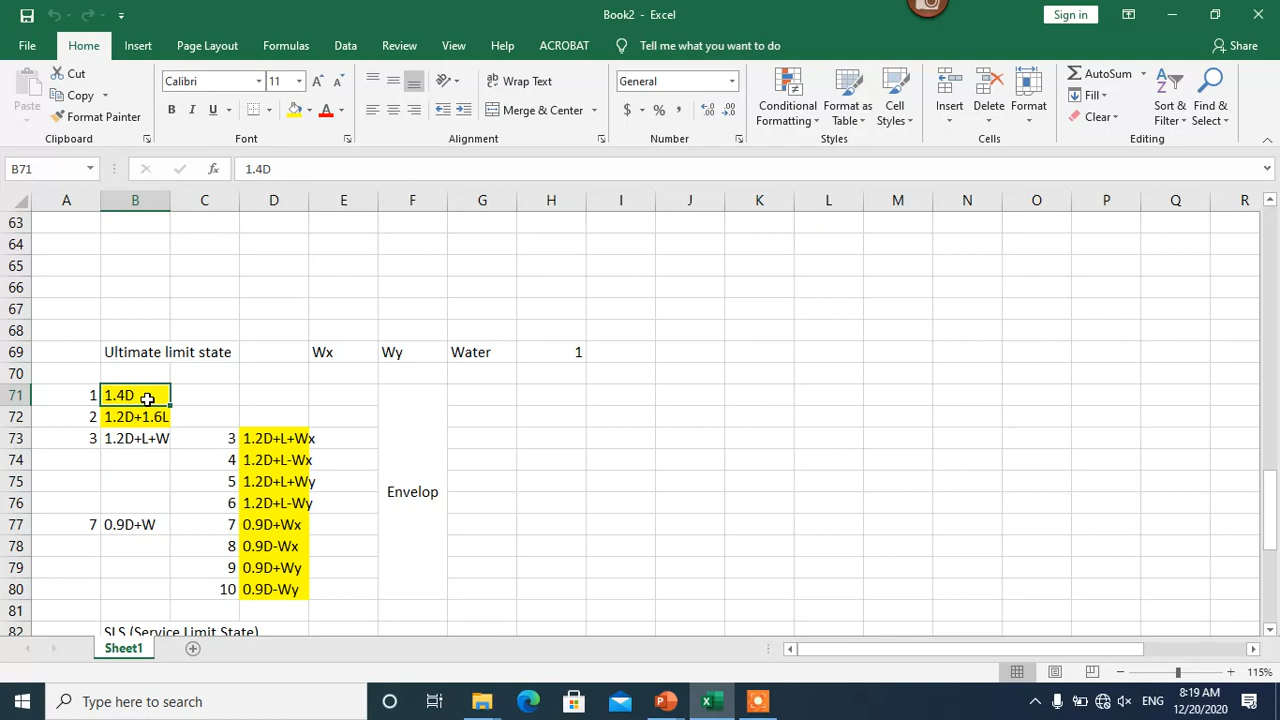 Book2 - Excel
Sign in
File Home Insert Page Layout Formulas Data Review View Help ACROBAT Tell me what you want to do Share
Paste
Cut
Copy
Format Painter
Clipboard
Calibri 11
B I U
Font
Wrap Text
Merge & Center
Alignment
General
$ % ,
Number
Conditional Formatting
Format as Table
Cell Styles
Styles
Insert
Delete
Format
Cells
AutoSum
Fill
Clear
Sort & Filter
Find & Select
Editing
B71 fx 1.4D
A B C D E F G H I J K L M N O P Q R
63
64
65
66
67
68
69 Ultimate limit state Wx Wy Water 1
70
71 1 1.4D
72 2 1.2D+1.6L
73 3 1.2D+L+W 3 1.2D+L+Wx
74 4 1.2D+L-Wx
75 5 1.2D+L+Wy
Envelop
76 6 1.2D+L-Wy
77 7 0.9D+W 7 0.9D+Wx
78 8 0.9D-Wx
79 9 0.9D+Wy
80 10 0.9D-Wy
81
82 SLS (Service Limit State)
Sheet1
115%
Type here to search
ENG
8:19 AM
12/20/2020